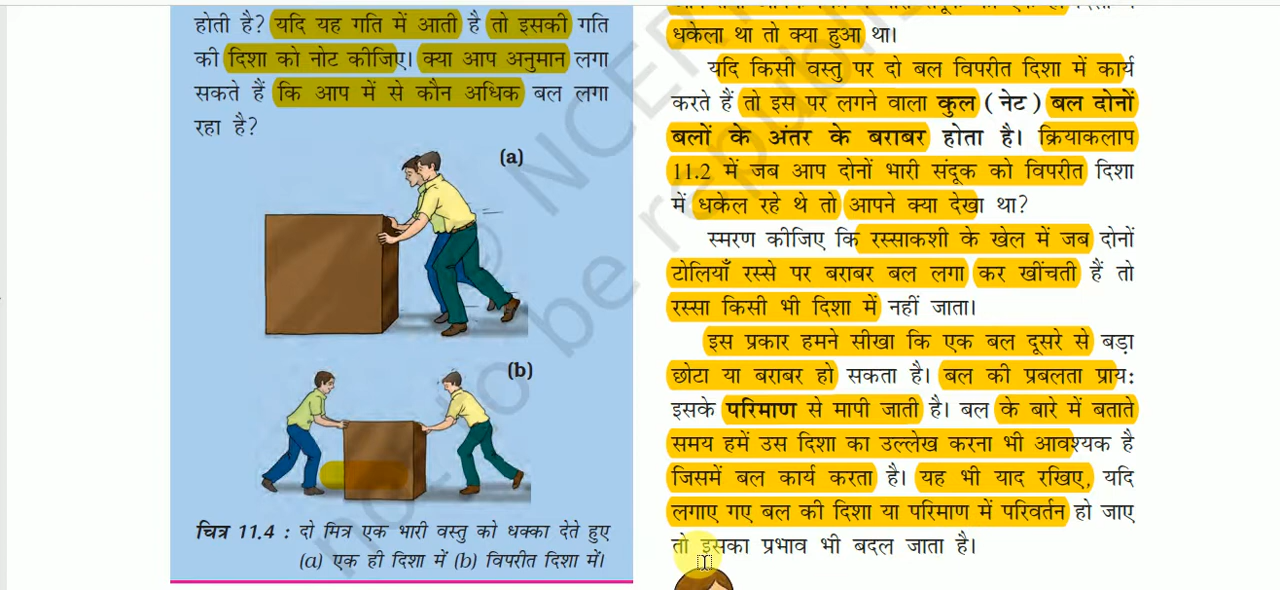 होती है? यदि यह गति में आती है तो इसकी गति
की दिशा को नोट कीजिए। क्या आप अनुमान लगा
सकते हैं कि आप में से कौन अधिक बल लगा
रहा है?
(a)
(b)
चित्र 11.4 : दो मित्र एक भारी वस्तु को धक्का देते हुए
(a) एक ही दिशा में (b) विपरीत दिशा में।
धकेला था तो क्या हुआ था।
यदि किसी वस्तु पर दो बल विपरीत दिशा में कार्य
करते हैं तो इस पर लगने वाला कुल (नेट) बल दोनों
बलों के अंतर के बराबर होता है। क्रियाकलाप
11.2 में जब आप दोनों भारी संदूक को विपरीत दिशा
में धकेल रहे थे तो आपने क्या देखा था?
स्मरण कीजिए कि रस्साकशी के खेल में जब दोनों
टोलियाँ रस्से पर बराबर बल लगा कर खींचती हैं तो
रस्सा किसी भी दिशा में नहीं जाता।
इस प्रकार हमने सीखा कि एक बल दूसरे से बड़ा
छोटा या बराबर हो सकता है। बल की प्रबलता प्राय:
इसके परिमाण से मापी जाती है। बल के बारे में बताते
समय हमें उस दिशा का उल्लेख करना भी आवश्यक है
जिसमें बल कार्य करता है। यह भी याद रखिए, यदि
लगाए गए बल की दिशा या परिमाण में परिवर्तन हो जाए
तो इसका प्रभाव भी बदल जाता है।
© NCER
not to be republis